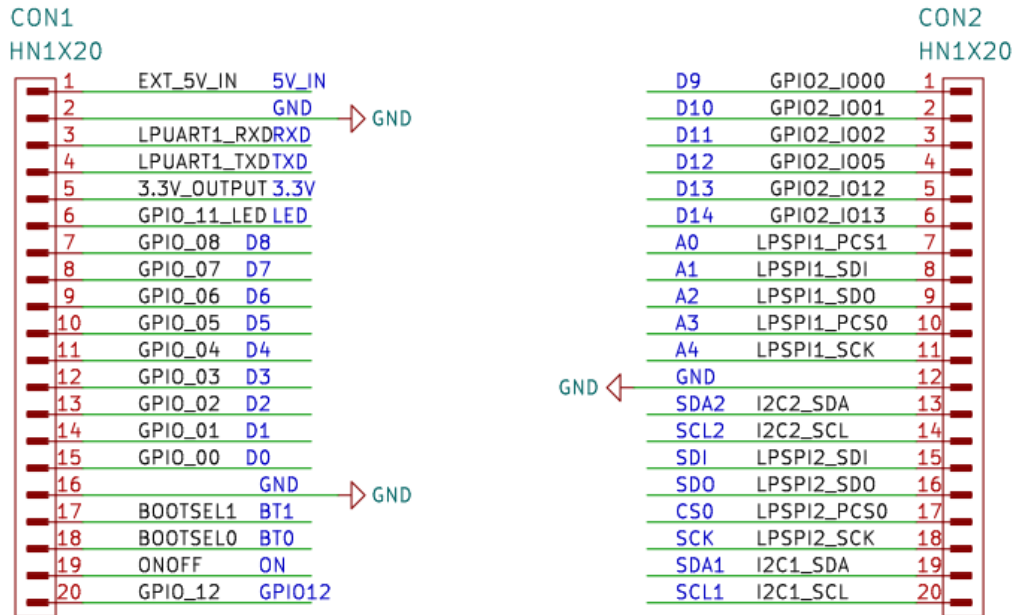 CON1
HN1X20
1 EXT_5V_IN 5V_IN
2 GND GND
3 LPUART1_RXD RXD
4 LPUART1_TXD TXD
5 3.3V_OUTPUT 3.3V
6 GPIO_11_LED LED
7 GPIO_08 D8
8 GPIO_07 D7
9 GPIO_06 D6
10 GPIO_05 D5
11 GPIO_04 D4
12 GPIO_03 D3
13 GPIO_02 D2
14 GPIO_01 D1
15 GPIO_00 D0
16 GND GND
17 BOOTSEL1 BT1
18 BOOTSEL0 BT0
19 ONOFF ON
20 GPIO_12 GPIO12
CON2
HN1X20
D9 GPIO2_IO00 1
D10 GPIO2_IO01 2
D11 GPIO2_IO02 3
D12 GPIO2_IO05 4
D13 GPIO2_IO12 5
D14 GPIO2_IO13 6
A0 LPSPI1_PCS1 7
A1 LPSPI1_SDI 8
A2 LPSPI1_SDO 9
A3 LPSPI1_PCS0 10
A4 LPSPI1_SCK 11
GND GND 12
SDA2 I2C2_SDA 13
SCL2 I2C2_SCL 14
SDI LPSPI2_SDI 15
SDO LPSPI2_SDO 16
CS0 LPSPI2_PCS0 17
SCK LPSPI2_SCK 18
SDA1 I2C1_SDA 19
SCL1 I2C1_SCL 20